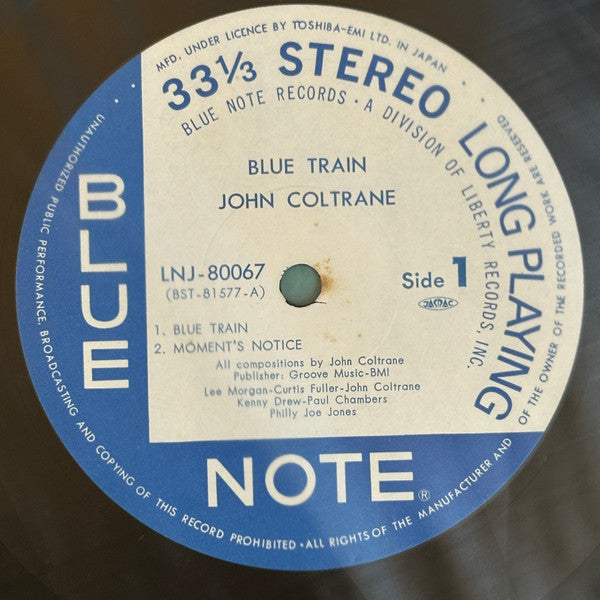 MFD. UNDER LICENCE BY TOSHIBA-EMI LTD. IN JAPAN
33⅓ STEREO LONG PLAYING
BLUE NOTE RECORDS · A DIVISION OF LIBERTY RECORDS, INC.
BLUE TRAIN
JOHN COLTRANE
BLUE
LNJ-80067
(BST-81577-A)
Side 1
JASRAC
1. BLUE TRAIN
2. MOMENT'S NOTICE
All compositions by John Coltrane
Publisher: Groove Music-BMI
Lee Morgan-Curtis Fuller-John Coltrane
Kenny Drew-Paul Chambers
Philly Joe Jones
NOTE®
UNAUTHORIZED PUBLIC PERFORMANCE, BROADCASTING AND COPYING OF THIS RECORD PROHIBITED · ALL RIGHTS OF THE MANUFACTURER AND OF THE OWNER OF THE RECORDED WORK ARE RESERVED